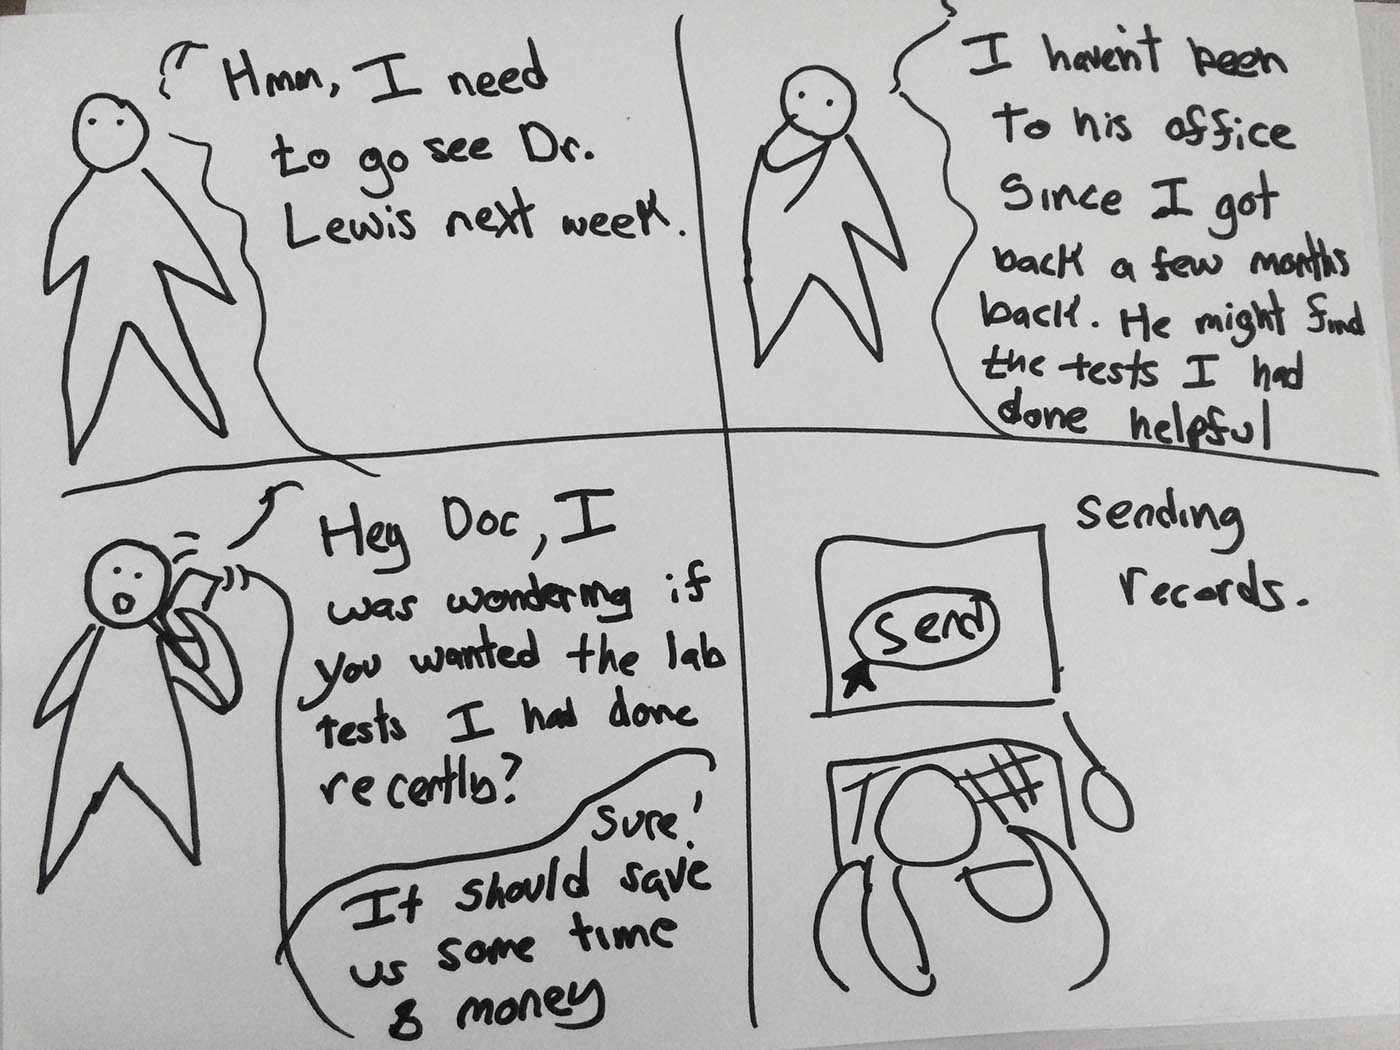 Hmm, I need
to go see Dr.
Lewis next week.
I haven't been
to his office
Since I got
back a few months
back. He might find
the tests I had
done helpful
Hey Doc, I
was wondering if
you wanted the lab
tests I had done
recently?
Sure!
It should save
us some time
& money
Sending
records.
Send